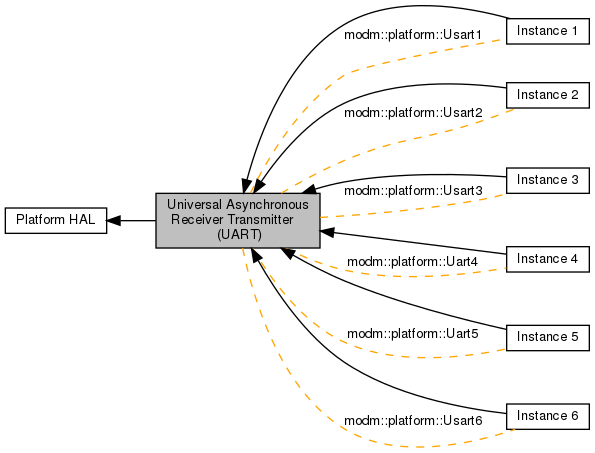 Instance 1
modm::platform::Usart1
Instance 2
modm::platform::Usart2
Instance 3
modm::platform::Usart3
Universal Asynchronous
Receiver Transmitter
(UART)
Platform HAL
Instance 4
modm::platform::Uart4
Instance 5
modm::platform::Uart5
Instance 6
modm::platform::Usart6